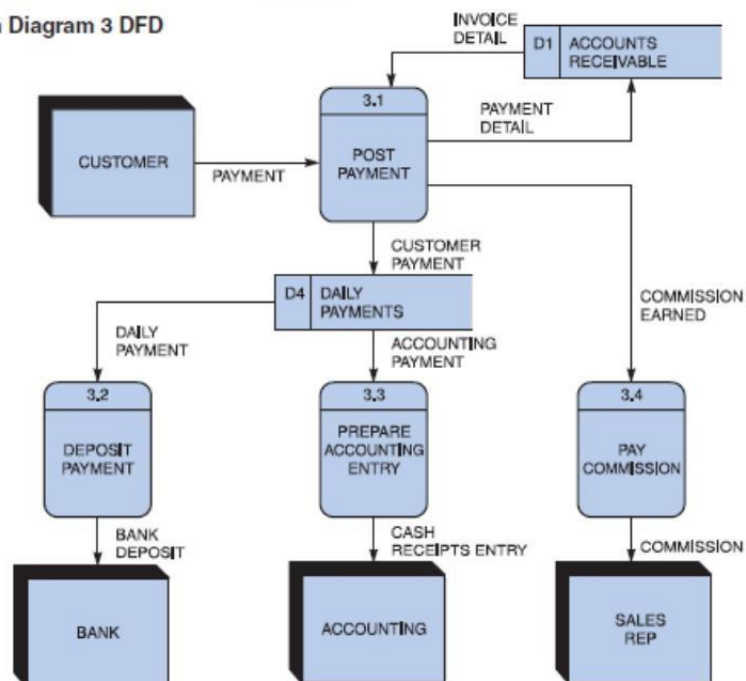 Diagram 3 DFD
INVOICE
DETAIL
D1
ACCOUNTS
RECEIVABLE
3.1
POST
PAYMENT
PAYMENT
DETAIL
CUSTOMER
PAYMENT
CUSTOMER
PAYMENT
D4
DAILY
PAYMENTS
COMMISSION
EARNED
DAILY
PAYMENT
ACCOUNTING
PAYMENT
3.2
DEPOSIT
PAYMENT
3.3
PREPARE
ACCOUNTING
ENTRY
3.4
PAY
COMMISSION
BANK
DEPOSIT
CASH
RECEIPTS ENTRY
COMMISSION
BANK
ACCOUNTING
SALES
REP